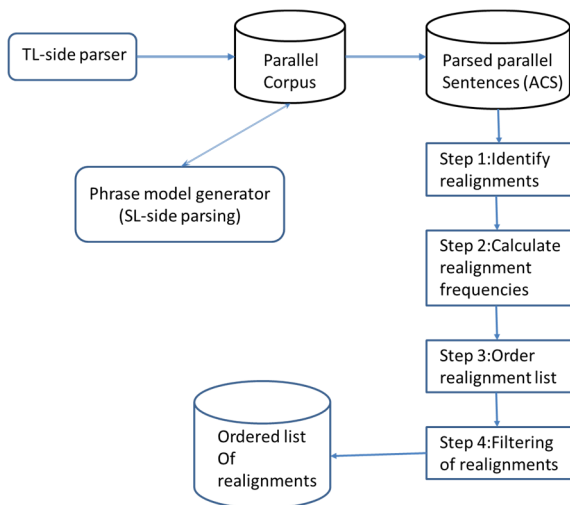 TL-side parser
Parallel
Corpus
Parsed parallel
Sentences (ACS)
Phrase model generator
(SL-side parsing)
Step 1:Identify
realignments
Step 2:Calculate
realignment
frequencies
Step 3:Order
realignment list
Step 4:Filtering
of realignments
Ordered list
Of
realignments